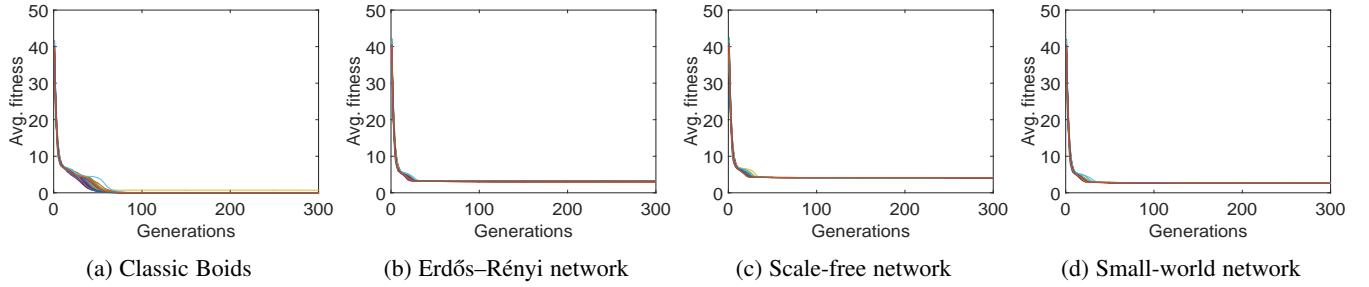 50
40
30
20
10
0
Avg. fitness
0 100 200 300
Generations
(a) Classic Boids
50
40
30
20
10
0
Avg. fitness
0 100 200 300
Generations
(b) Erdős–Rényi network
50
40
30
20
10
0
Avg. fitness
0 100 200 300
Generations
(c) Scale-free network
50
40
30
20
10
0
Avg. fitness
0 100 200 300
Generations
(d) Small-world network